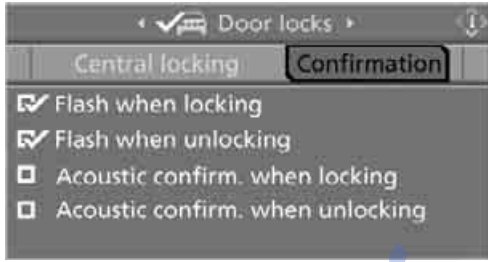 Door locks
Central locking
Confirmation
Flash when locking
Flash when unlocking
Acoustic confirm. when locking
Acoustic confirm. when unlocking